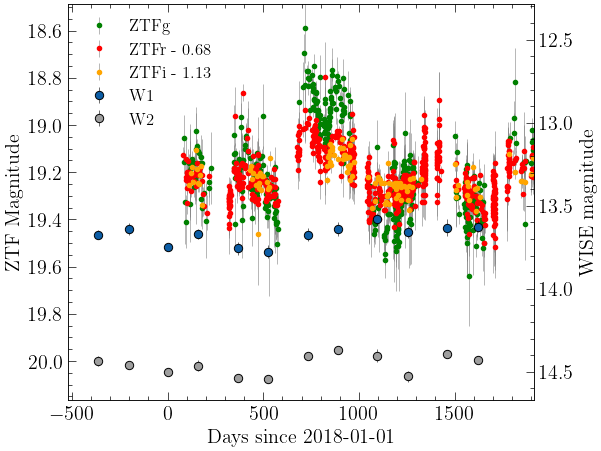 ZTFg
ZTFr - 0.68
ZTFi - 1.13
W1
W2
ZTF Magnitude
18.6
18.8
19.0
19.2
19.4
19.6
19.8
20.0
WISE magnitude
12.5
13.0
13.5
14.0
14.5
−500 0 500 1000 1500
Days since 2018-01-01